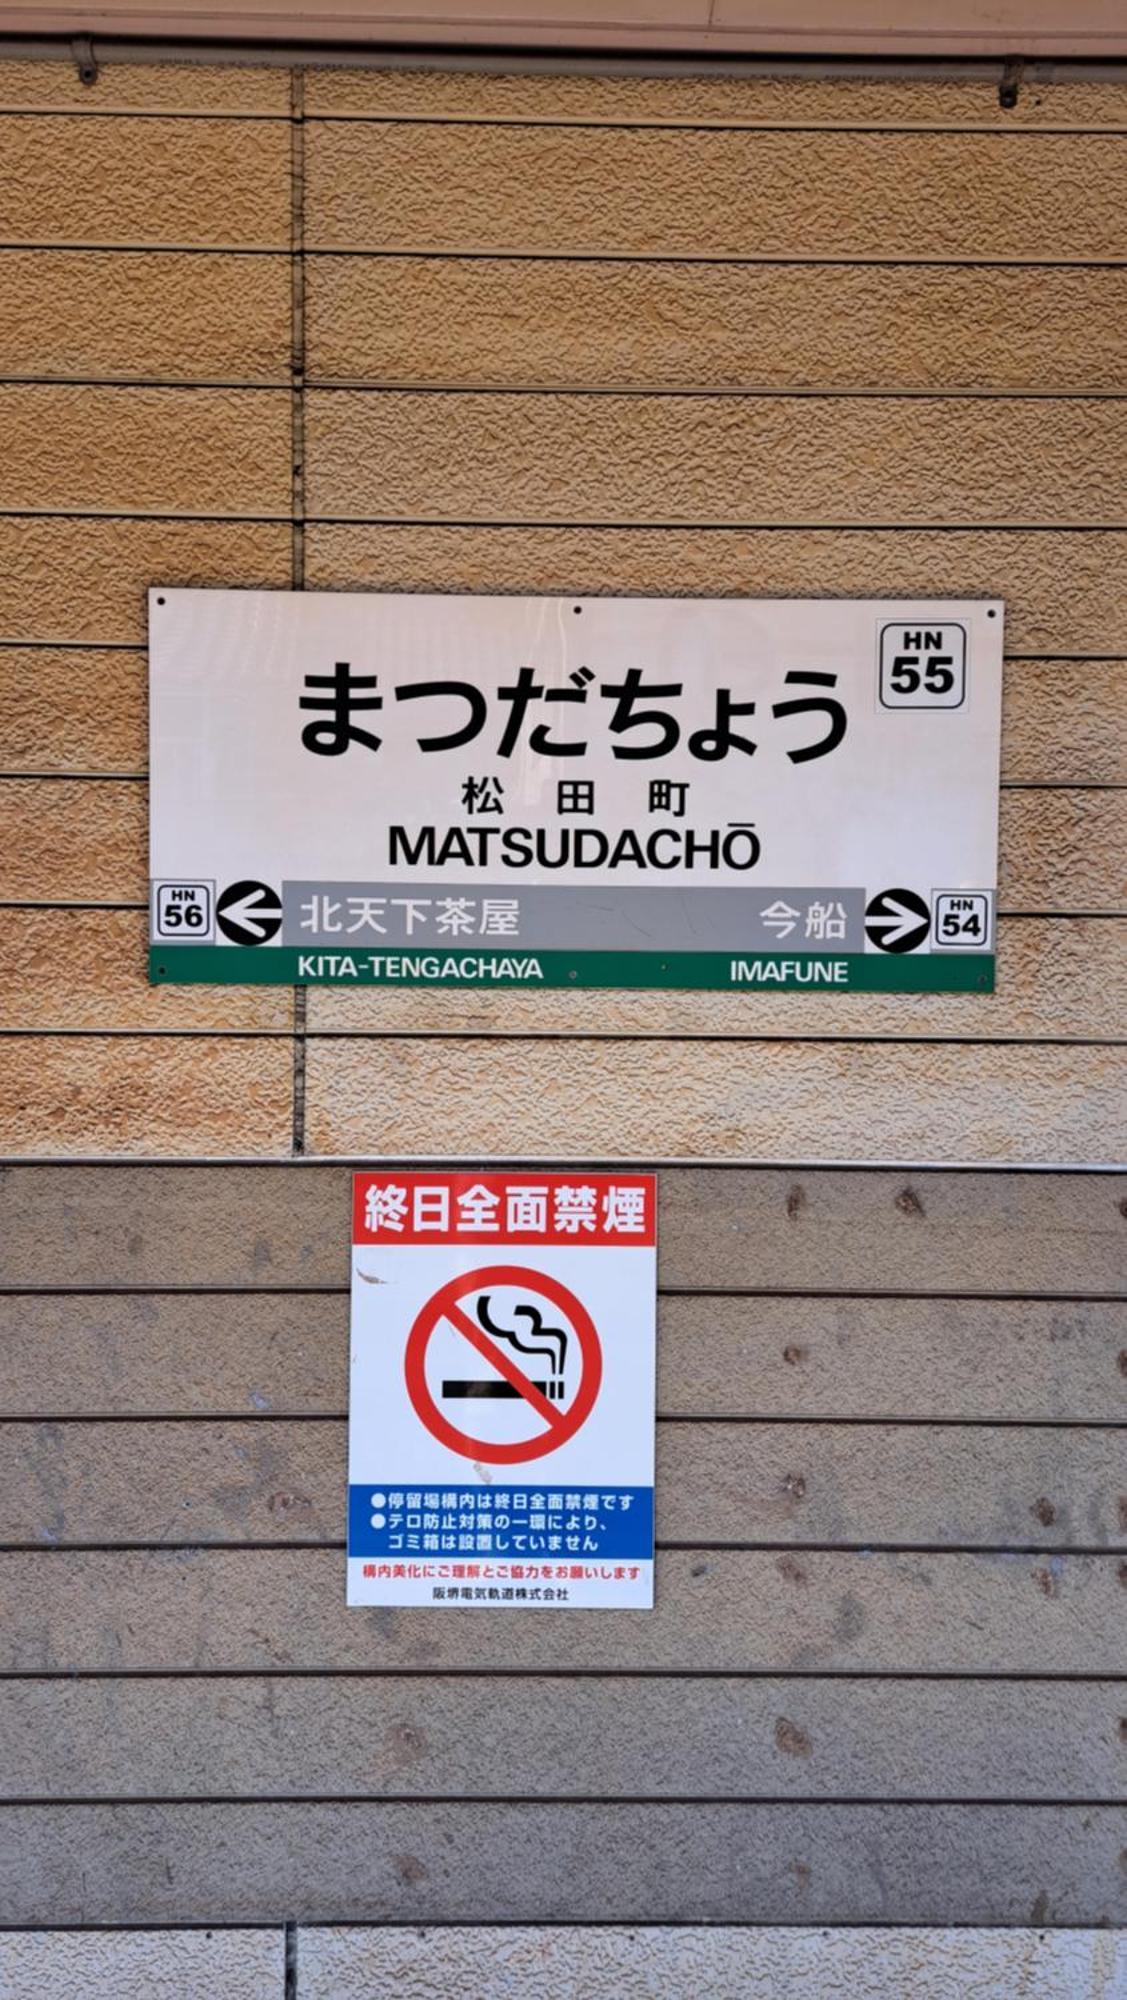 HN
55
まつだちょう
松田町
MATSUDACHŌ
HN
56
北天下茶屋
今船
HN
54
KITA-TENGACHAYA
IMAFUNE
終日全面禁煙
●停留場構内は終日全面禁煙です
●テロ防止対策の一環により、
ゴミ箱は設置していません
構内美化にご理解とご協力をお願いします
阪堺電気軌道株式会社